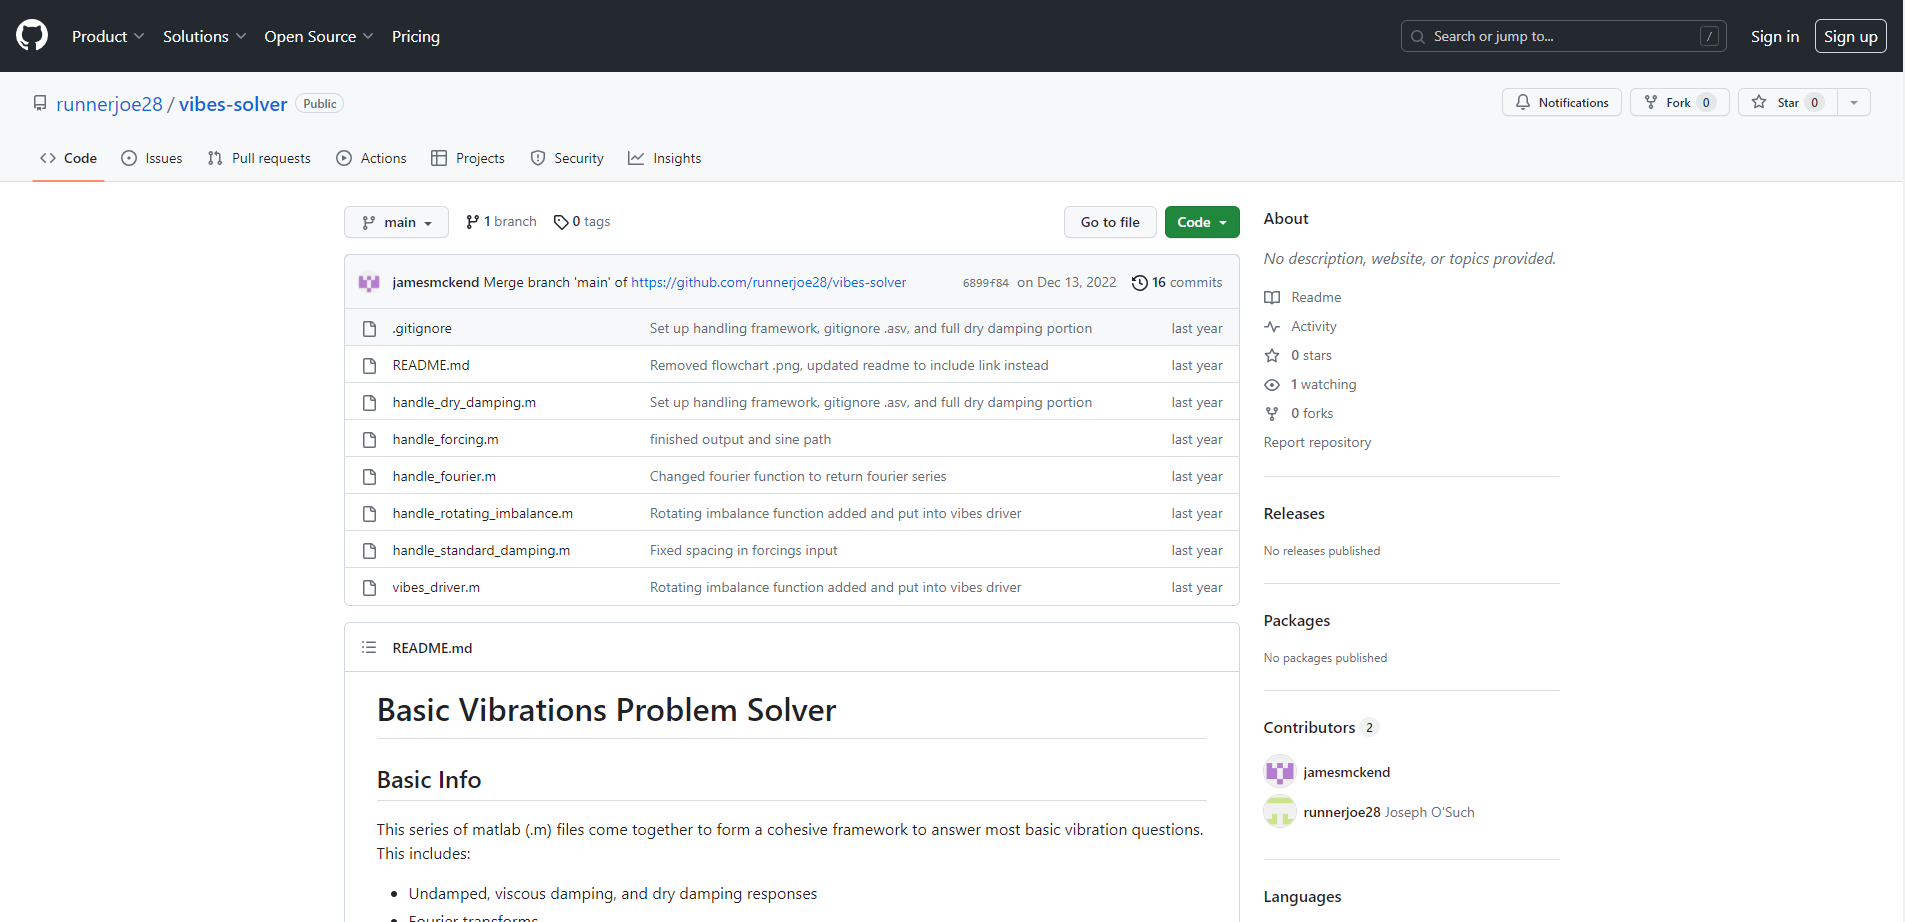 Product Solutions Open Source Pricing Search or jump to... / Sign in Sign up
runnerjoe28 / vibes-solver Public Notifications Fork 0 Star 0
Code Issues Pull requests Actions Projects Security Insights
main 1 branch 0 tags Go to file Code
jamesmckend Merge branch 'main' of https://github.com/runnerjoe28/vibes-solver 6899f84 on Dec 13, 2022 16 commits
.gitignore Set up handling framework, gitignore .asv, and full dry damping portion last year
README.md Removed flowchart .png, updated readme to include link instead last year
handle_dry_damping.m Set up handling framework, gitignore .asv, and full dry damping portion last year
handle_forcing.m finished output and sine path last year
handle_fourier.m Changed fourier function to return fourier series last year
handle_rotating_imbalance.m Rotating imbalance function added and put into vibes driver last year
handle_standard_damping.m Fixed spacing in forcings input last year
vibes_driver.m Rotating imbalance function added and put into vibes driver last year
README.md
Basic Vibrations Problem Solver
Basic Info
This series of matlab (.m) files come together to form a cohesive framework to answer most basic vibration questions.
This includes:
• Undamped, viscous damping, and dry damping responses
• Fourier transforms
About
No description, website, or topics provided.
Readme
Activity
0 stars
1 watching
0 forks
Report repository
Releases
No releases published
Packages
No packages published
Contributors 2
jamesmckend
runnerjoe28 Joseph O'Such
Languages